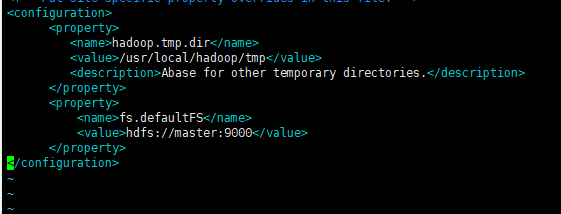 <!-- Put site-specific property overrides in this file. -->
<configuration>
<property>
<name>hadoop.tmp.dir</name>
<value>/usr/local/hadoop/tmp</value>
<description>Abase for other temporary directories.</description>
</property>
<property>
<name>fs.defaultFS</name>
<value>hdfs://master:9000</value>
</property>
</configuration>
~
~
~